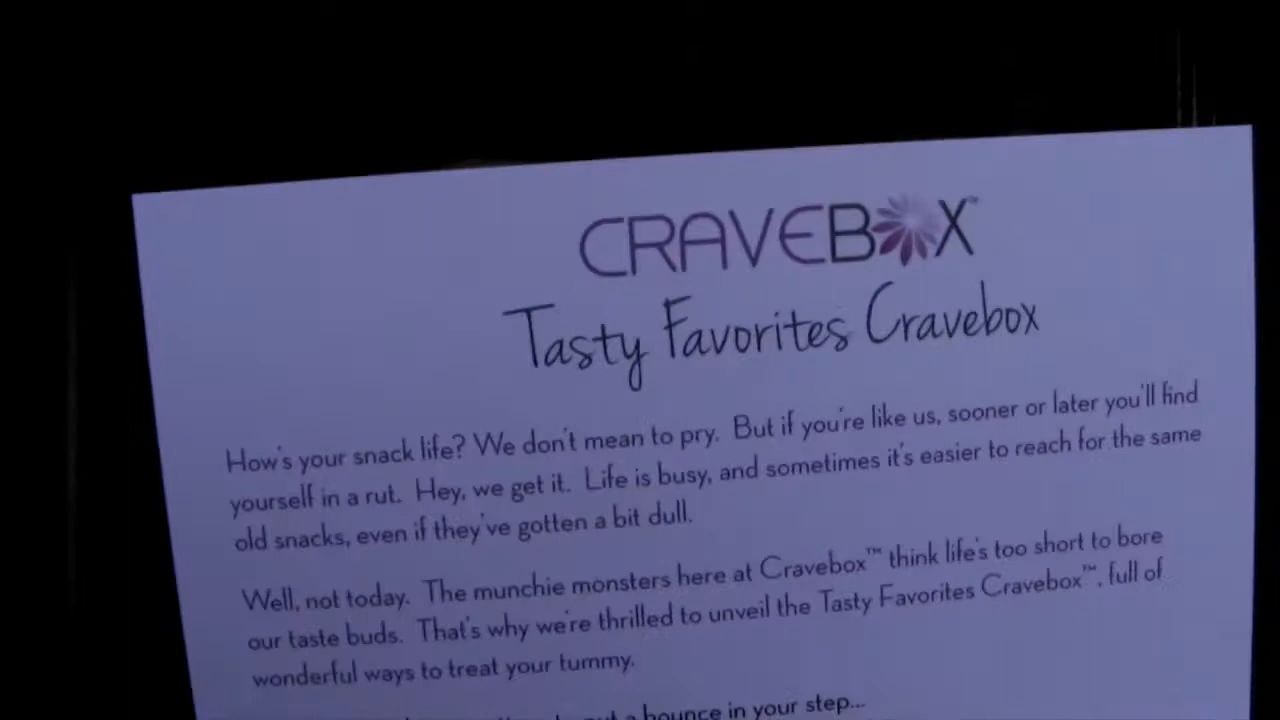 CRAVEBOX™
Tasty Favorites Cravebox
How's your snack life? We don't mean to pry. But if you're like us, sooner or later you'll find
yourself in a rut. Hey, we get it. Life is busy, and sometimes it's easier to reach for the same
old snacks, even if they've gotten a bit dull.
Well, not today. The munchie monsters here at Cravebox™ think life's too short to bore
our taste buds. That's why we're thrilled to unveil the Tasty Favorites Cravebox™, full of
wonderful ways to treat your tummy.
a bounce in your step...